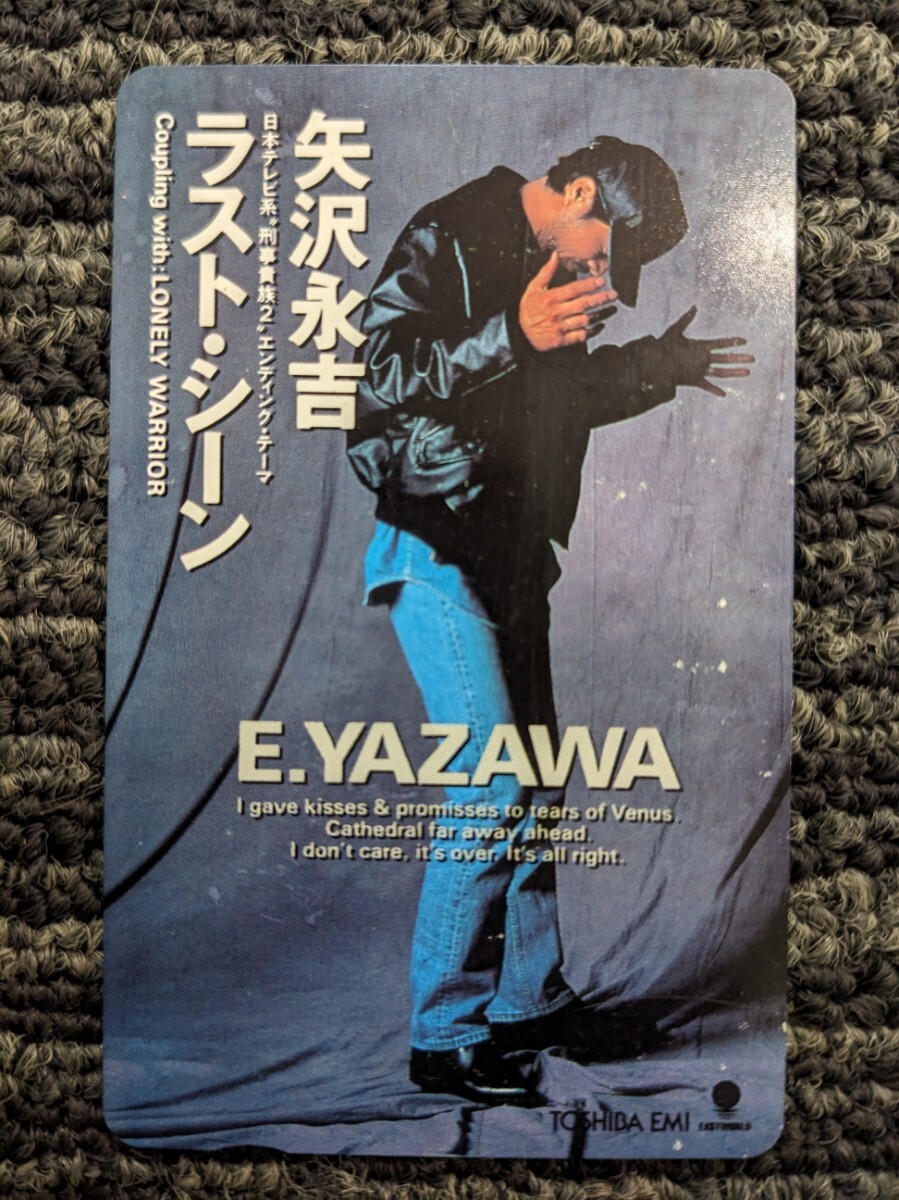 矢沢永吉
日本テレビ系“刑事貴族2”エンディング・テーマ
ラスト・シーン
Coupling with: LONELY WARRIOR
E.YAZAWA
I gave kisses & promisses to tears of Venus.
Cathedral far away ahead.
I don't care, it's over. It's all right.
TOSHIBA EMI
EASTWORLD